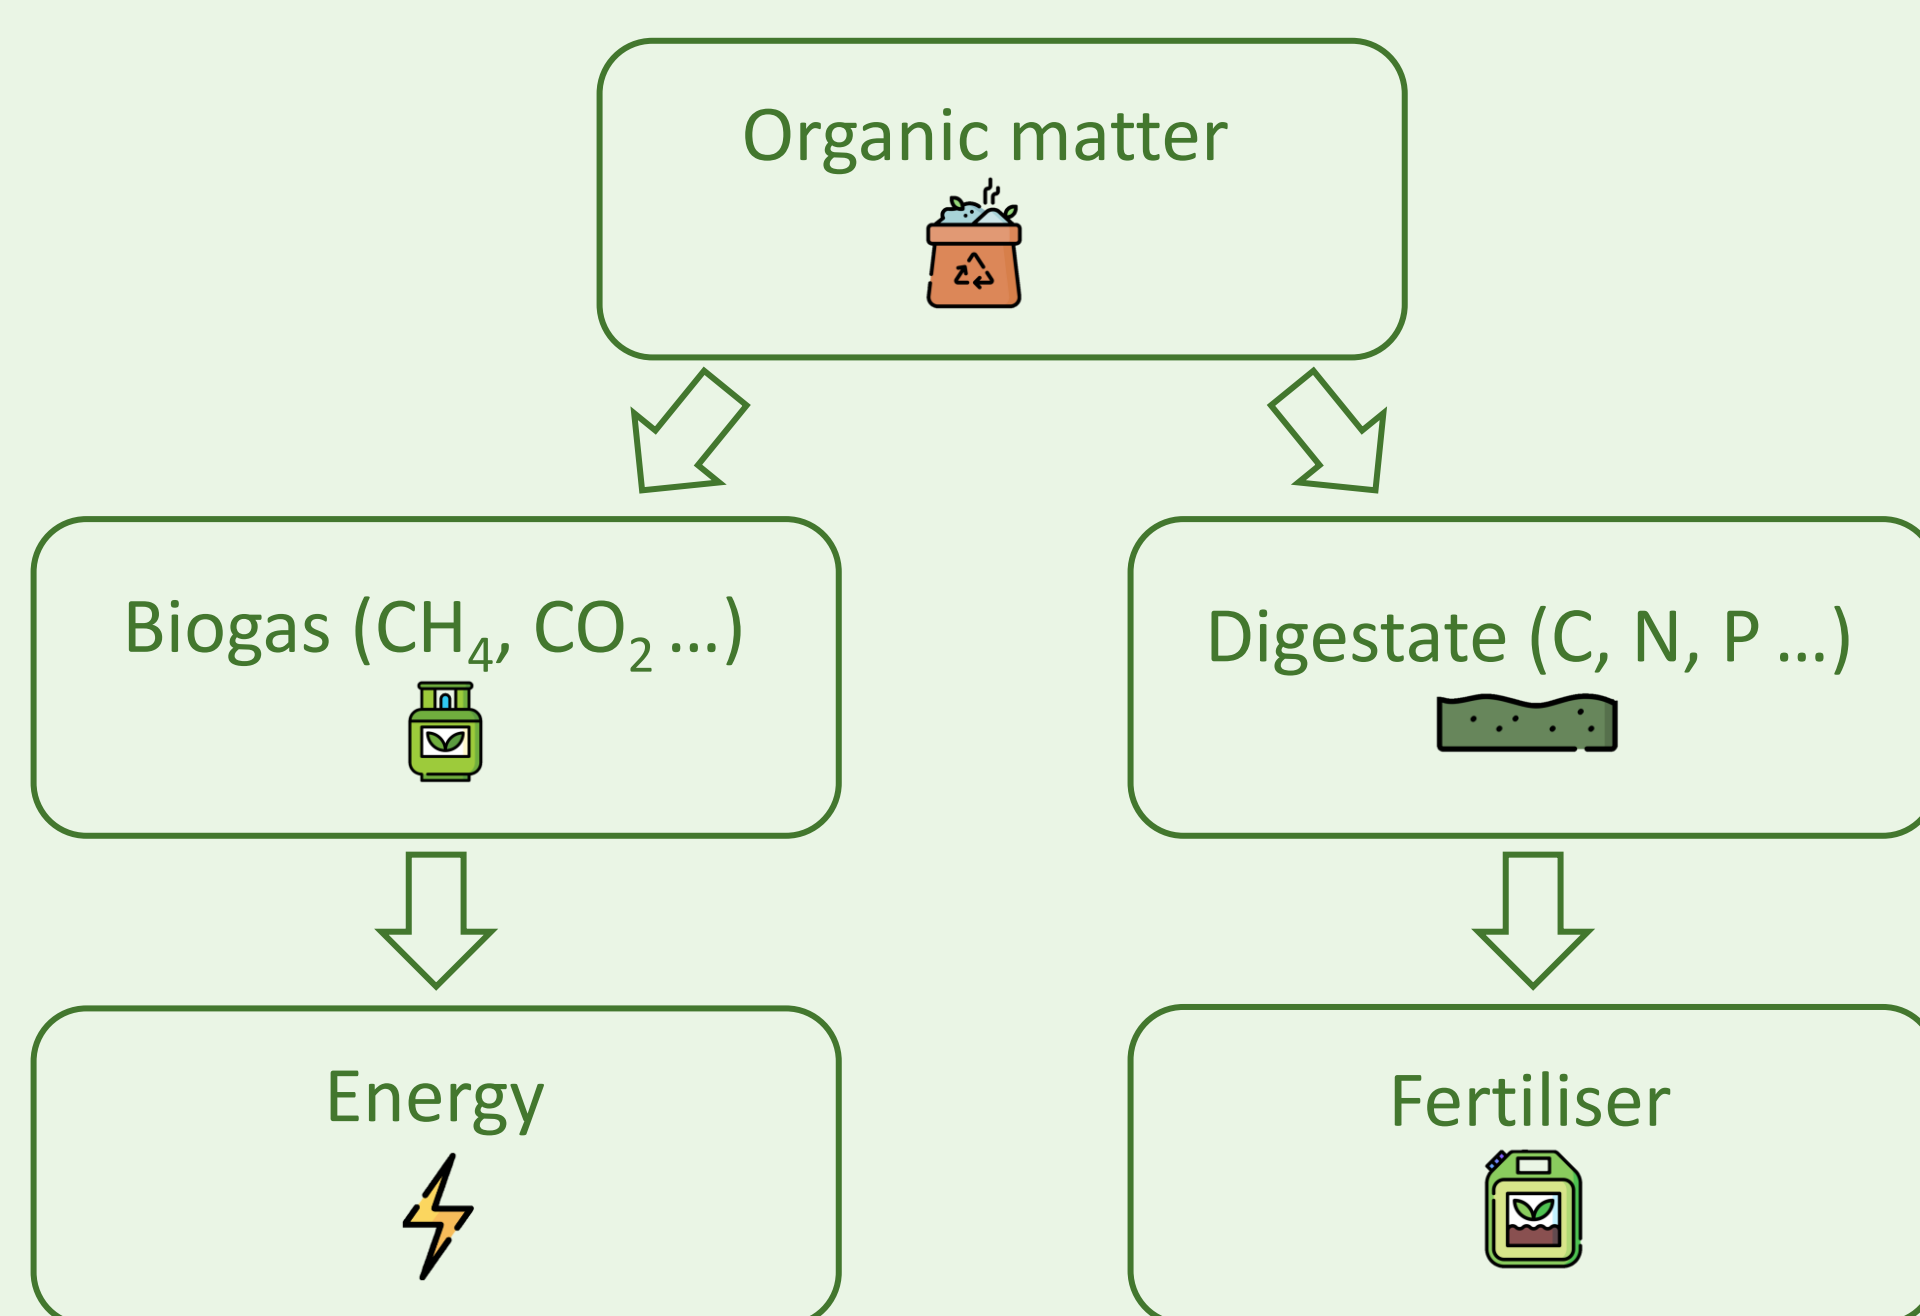 Organic matter
Biogas (CH₄, CO₂ ...)
Digestate (C, N, P ...)
Energy
Fertiliser